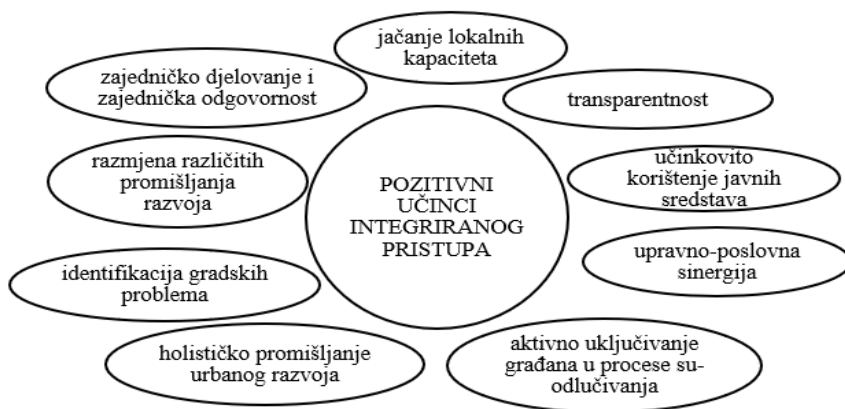 jačanje lokalnih
kapaciteta
zajedničko djelovanje i
zajednička odgovornost
transparentnost
razmjena različitih
promišljanja
razvoja
POZITIVNI
UČINCI
INTEGRIRANOG
PRISTUPA
učinkovito
korištenje javnih
sredstava
identifikacija gradskih
problema
upravno-poslovna
sinergija
holističko promišljanje
urbanog razvoja
aktivno uključivanje
građana u procese su-
odlučivanja